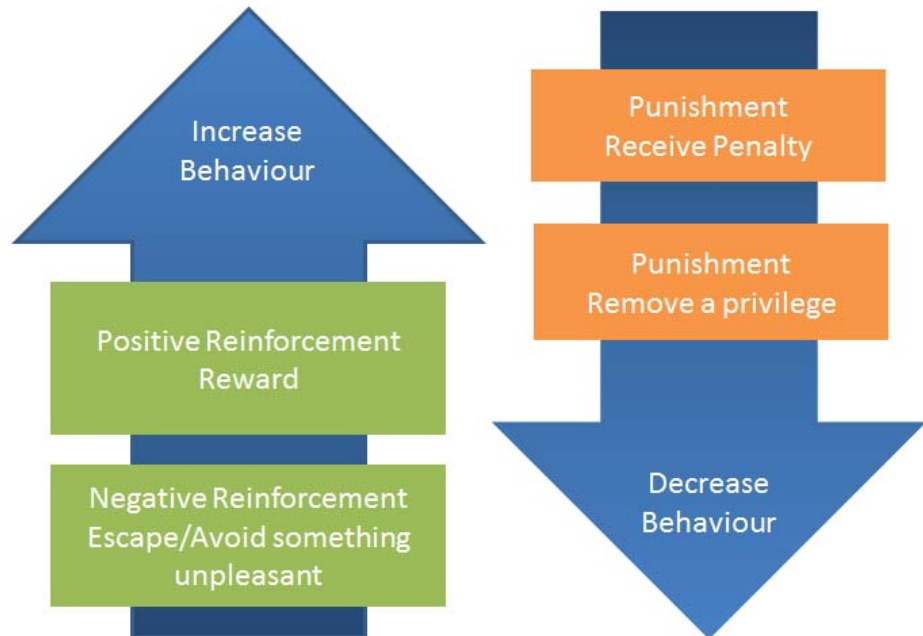 Increase
Behaviour
Positive Reinforcement
Reward
Negative Reinforcement
Escape/Avoid something
unpleasant
Punishment
Receive Penalty
Punishment
Remove a privilege
Decrease
Behaviour